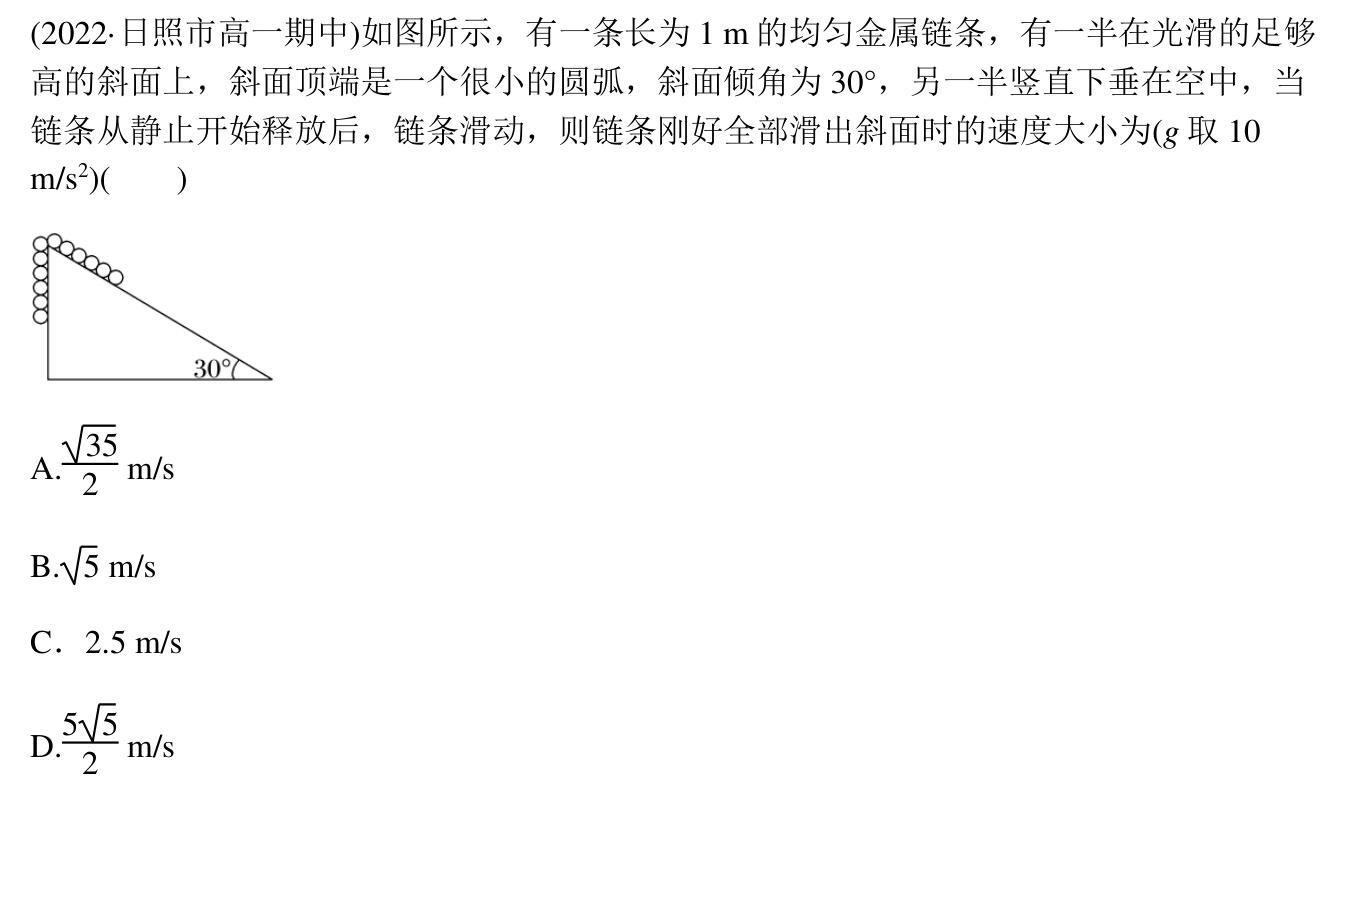 (2022·日照市高一期中)如图所示，有一条长为 1 m 的均匀金属链条，有一半在光滑的足够
高的斜面上，斜面顶端是一个很小的圆弧，斜面倾角为 30°，另一半竖直下垂在空中，当
链条从静止开始释放后，链条滑动，则链条刚好全部滑出斜面时的速度大小为(g 取 10
m/s²)(　　)
30°
A.√35/2 m/s
B.√5 m/s
C．2.5 m/s
D.5√5/2 m/s